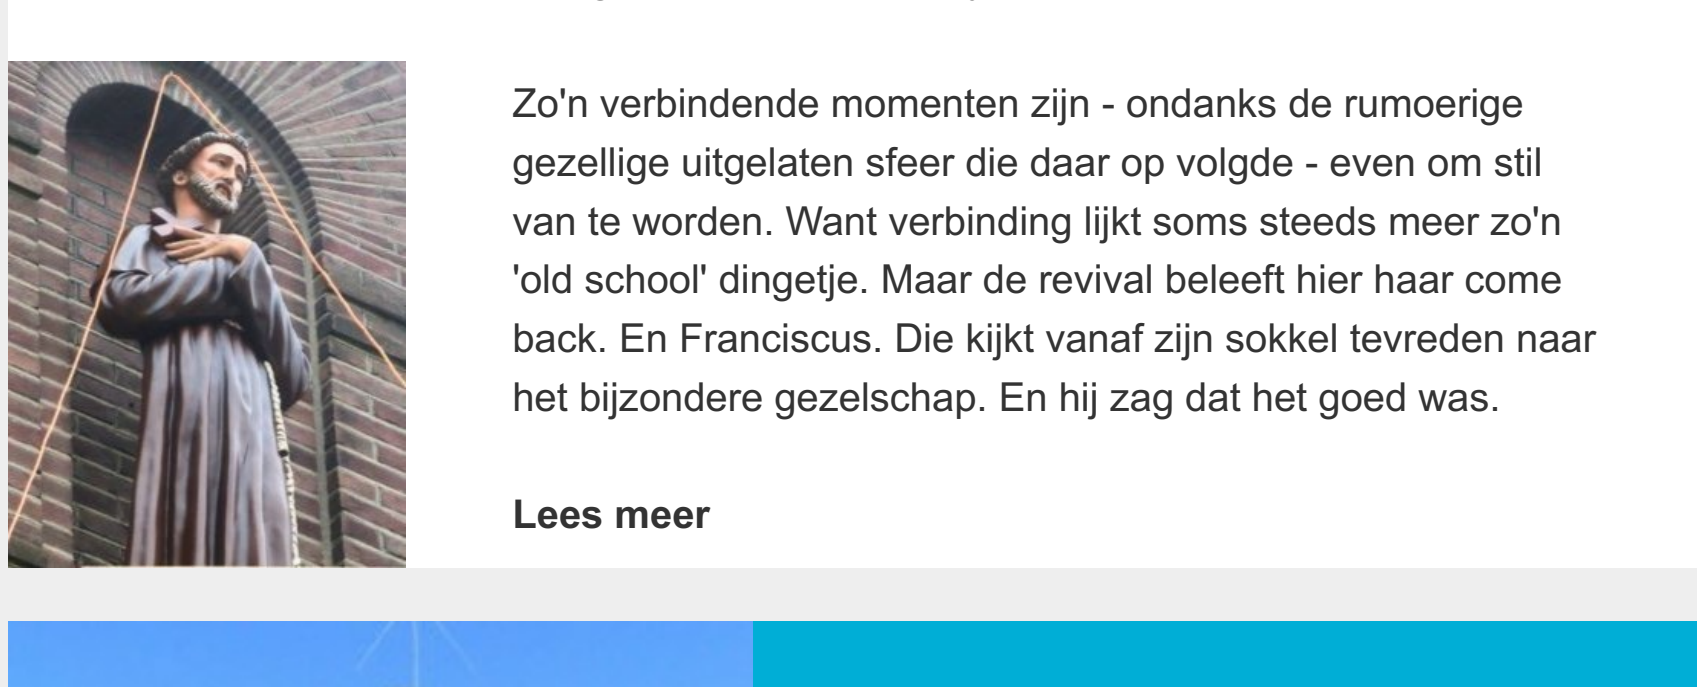 Zo'n verbindende momenten zijn - ondanks de rumoerige
gezellige uitgelaten sfeer die daar op volgde - even om stil
van te worden. Want verbinding lijkt soms steeds meer zo'n
'old school' dingetje. Maar de revival beleeft hier haar come
back. En Franciscus. Die kijkt vanaf zijn sokkel tevreden naar
het bijzondere gezelschap. En hij zag dat het goed was.
Lees meer